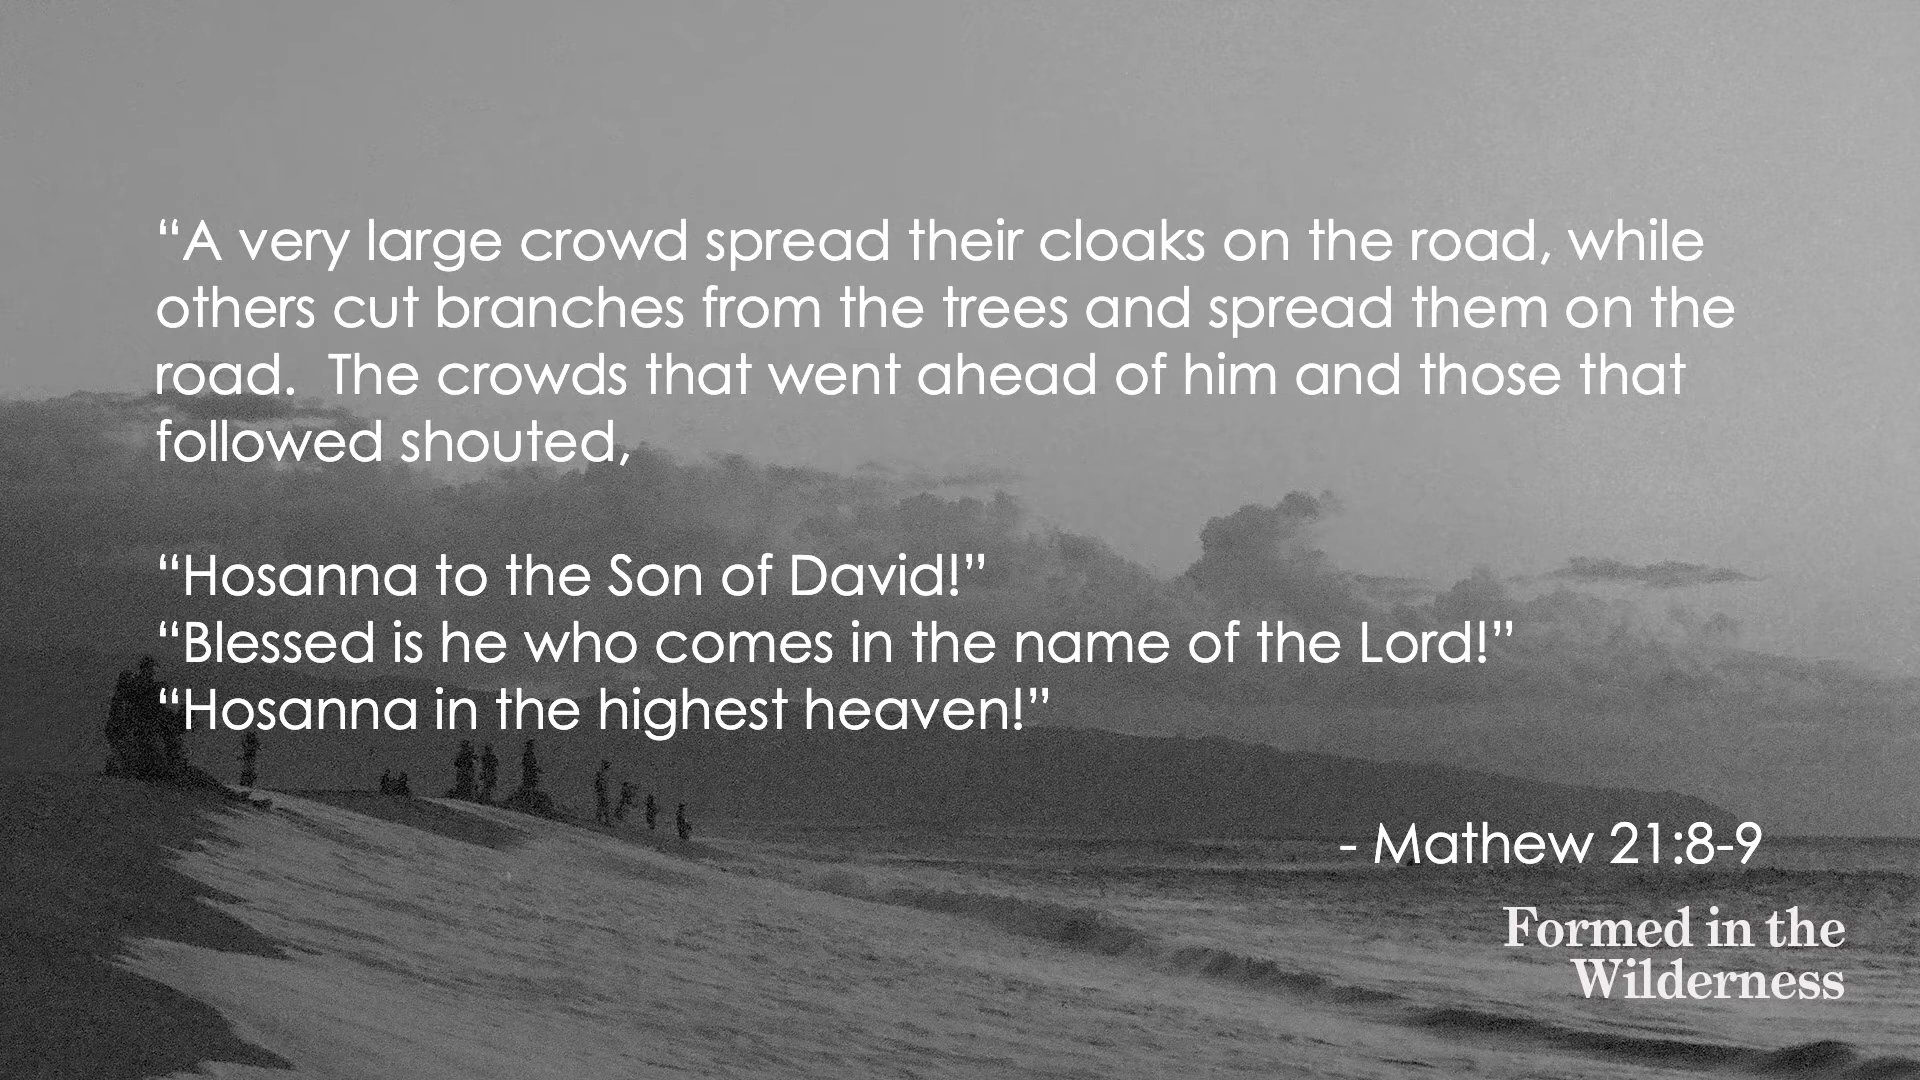 “A very large crowd spread their cloaks on the road, while
others cut branches from the trees and spread them on the
road.  The crowds that went ahead of him and those that
followed shouted,
“Hosanna to the Son of David!”
“Blessed is he who comes in the name of the Lord!”
“Hosanna in the highest heaven!”
- Mathew 21:8-9
Formed in the
Wilderness